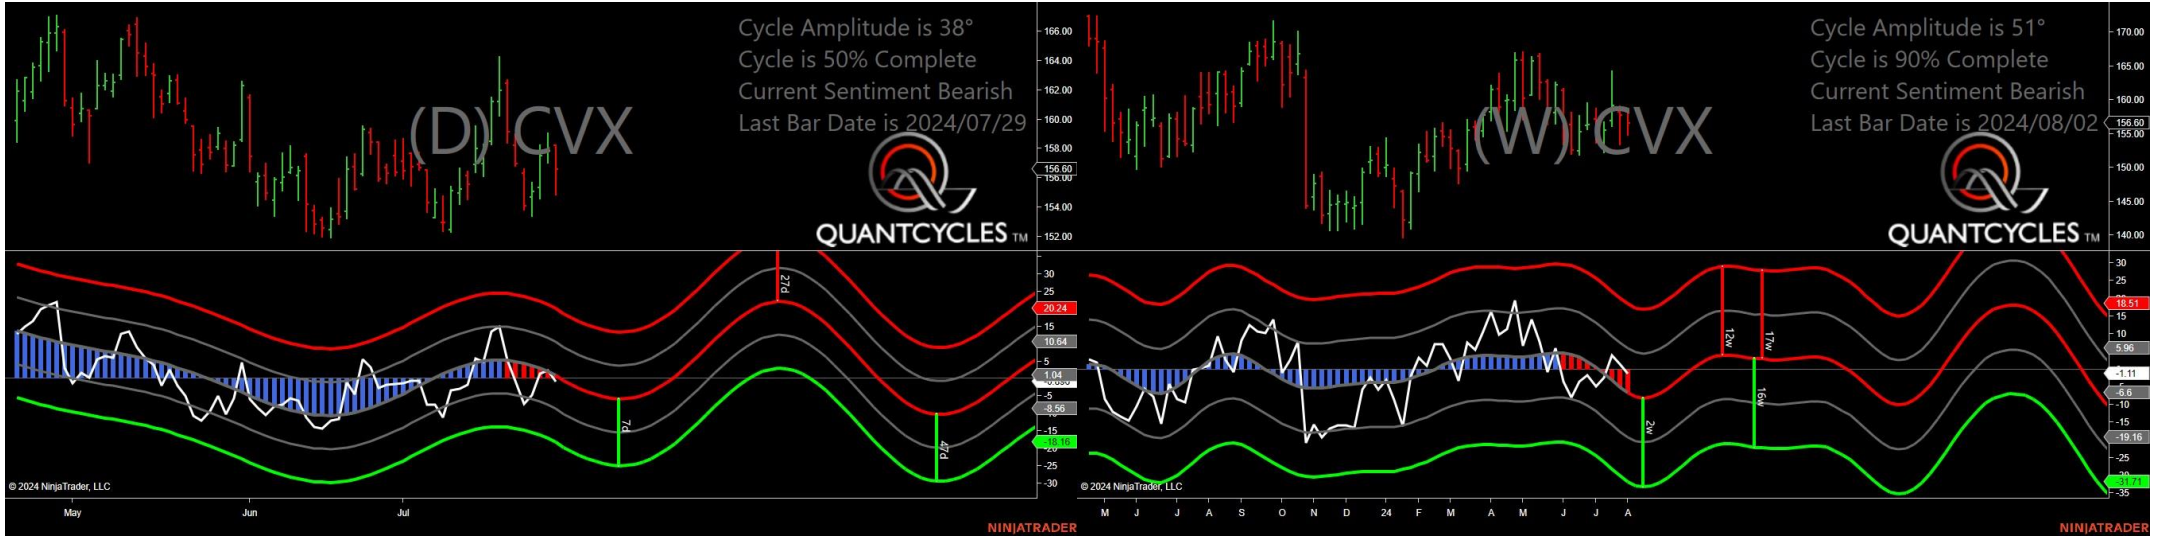 Cycle Amplitude is 38°
Cycle is 50% Complete
Current Sentiment Bearish
Last Bar Date is 2024/07/29
(D) CVX
QUANTCYCLES TM
166.00
164.00
162.00
160.00
158.00
156.60
156.00
154.00
152.00
30
25
20.24
15
10.64
5
1.04
-5
-8.56
-15
-18.16
-25
-30
27d
7d
47d
© 2024 NinjaTrader, LLC
May Jun Jul
NINJATRADER
Cycle Amplitude is 51°
Cycle is 90% Complete
Current Sentiment Bearish
Last Bar Date is 2024/08/02
(W) CVX
QUANTCYCLES TM
170.00
165.00
160.00
156.60
155.00
150.00
145.00
140.00
30
25
18.51
15
10
5.96
-1.11
-6.6
-10
-15
-19.16
-25
-31.71
-35
12w
17w
16w
2w
© 2024 NinjaTrader, LLC
M J J A S O N D 24 F M A M J J A
NINJATRADER